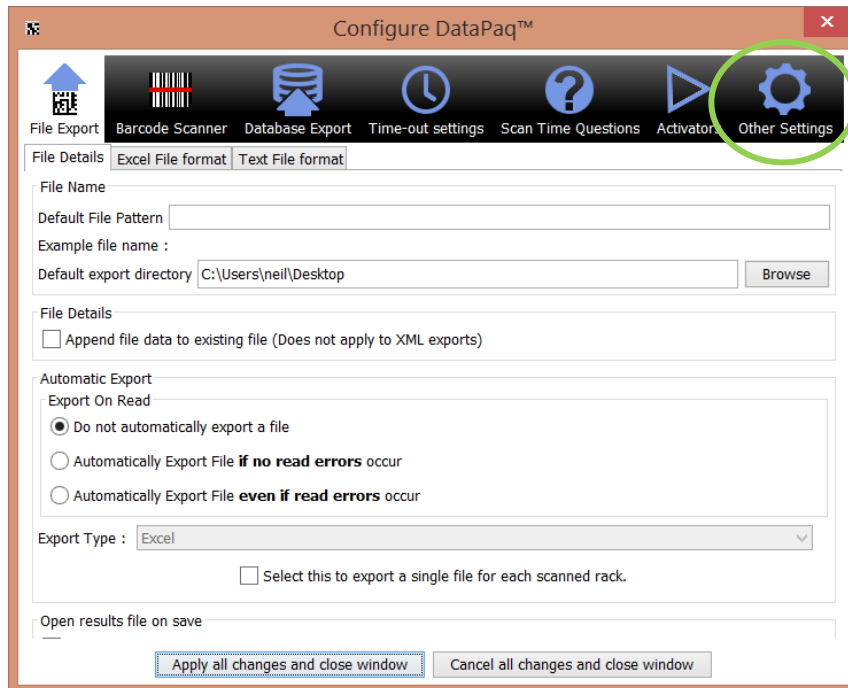 Configure DataPaq™
File Export Barcode Scanner Database Export Time-out settings Scan Time Questions Activators Other Settings
File Details Excel File format Text File format
File Name
Default File Pattern
Example file name :
Default export directory C:\Users\neil\Desktop Browse
File Details
Append file data to existing file (Does not apply to XML exports)
Automatic Export
Export On Read
Do not automatically export a file
Automatically Export File if no read errors occur
Automatically Export File even if read errors occur
Export Type : Excel
Select this to export a single file for each scanned rack.
Open results file on save
Apply all changes and close window Cancel all changes and close window